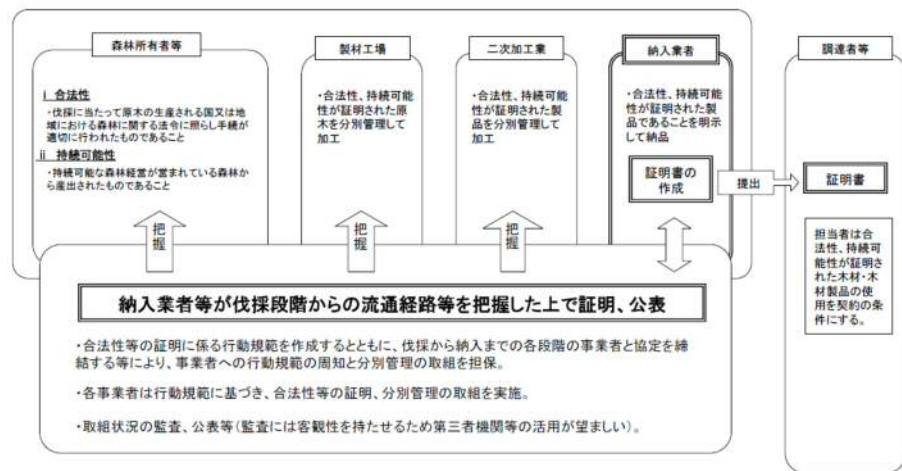 森林所有者等
ⅰ 合法性
・伐採に当たって原木の生産される国又は地
域における森林に関する法令に照らし手続が
適切に行われたものであること
ⅱ 持続可能性
・持続可能な森林経営が営まれている森林か
ら産出されたものであること
製材工場
・合法性、持続可能
性が証明された原
木を分別管理して
加工
二次加工業
・合法性、持続可能
性が証明された製
品を分別管理して
加工
納入業者
・合法性、持続可能
性が証明された製
品であることを明示
して納品
証明書の
作成
提出
調達者等
証明書
担当者は合
法性、持続可
能性が証明さ
れた木材・木
材製品の使
用を契約の条
件にする。
把握
把握
把握
納入業者等が伐採段階からの流通経路等を把握した上で証明、公表
・合法性等の証明に係る行動規範を作成するとともに、伐採から納入までの各段階の事業者と協定を締
結する等により、事業者への行動規範の周知と分別管理の取組を担保。
・各事業者は行動規範に基づき、合法性等の証明、分別管理の取組を実施。
・取組状況の監査、公表等(監査には客観性を持たせるため第三者機関等の活用が望ましい)。